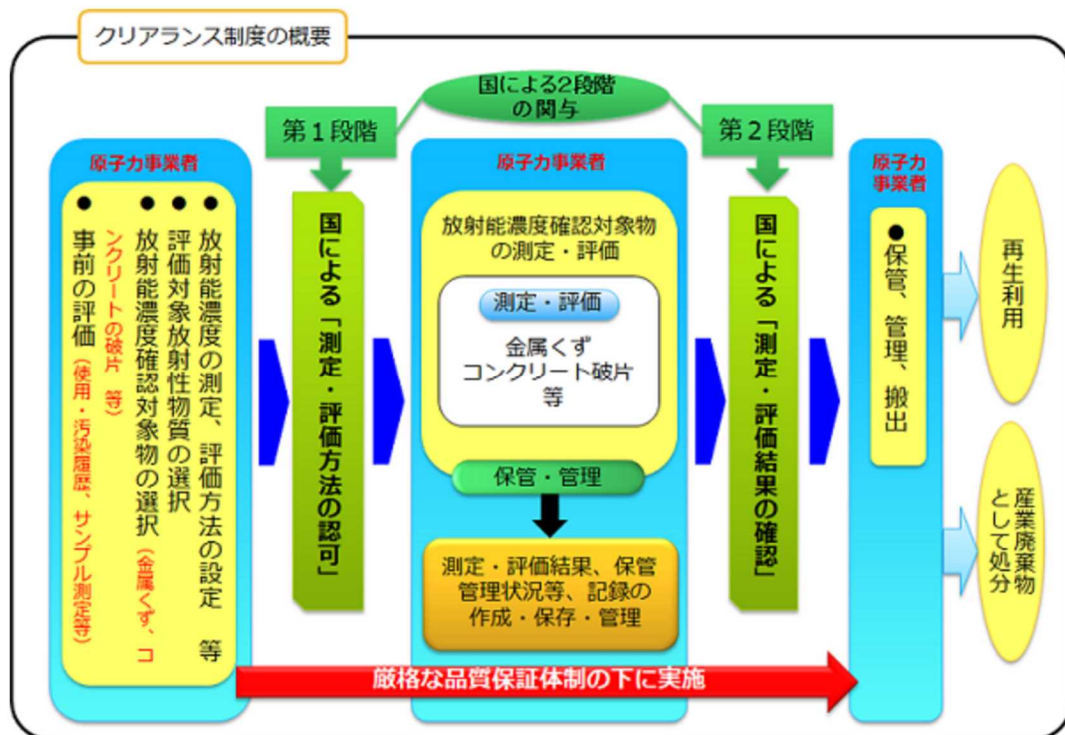 クリアランス制度の概要
国による2段階
の関与
第1段階
第2段階
原子力事業者
●放射能濃度の測定、評価方法の設定　等
●評価対象放射性物質の選択
●放射能濃度確認対象物の選択（金属くず、コ
ンクリートの破片　等）
●事前の評価（使用・汚染履歴、サンプル測定等）
国による「測定・評価方法の認可」
原子力事業者
放射能濃度確認対象物
の測定・評価
測定・評価
金属くず
コンクリート破片
等
保管・管理
測定・評価結果、保管
管理状況等、記録の
作成・保存・管理
国による「測定・評価結果の確認」
原子力
事業者
●保管、管理、搬出
再生利用
産業廃棄物
として処分
厳格な品質保証体制の下に実施